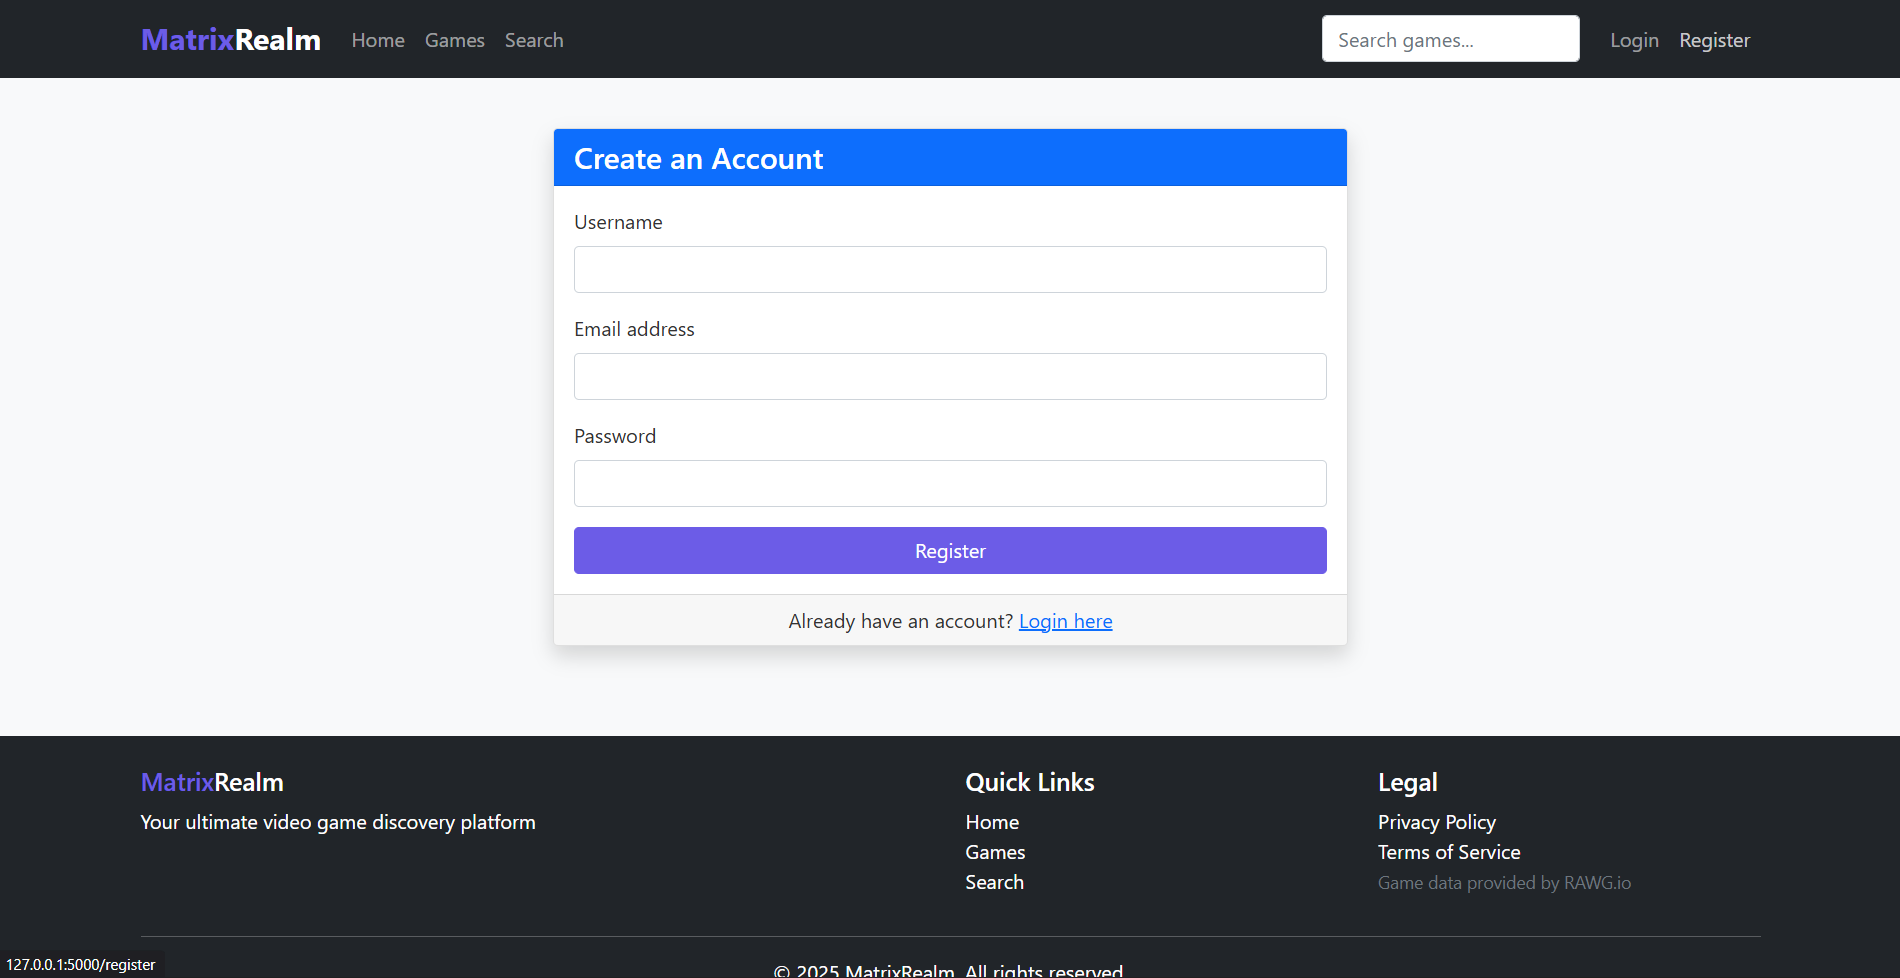 MatrixRealm Home Games Search Search games... Login Register
Create an Account
Username
Email address
Password
Register
Already have an account? Login here
MatrixRealm
Your ultimate video game discovery platform
Quick Links
Home
Games
Search
Legal
Privacy Policy
Terms of Service
Game data provided by RAWG.io
127.0.0.1:5000/register
© 2025 MatrixRealm. All rights reserved.